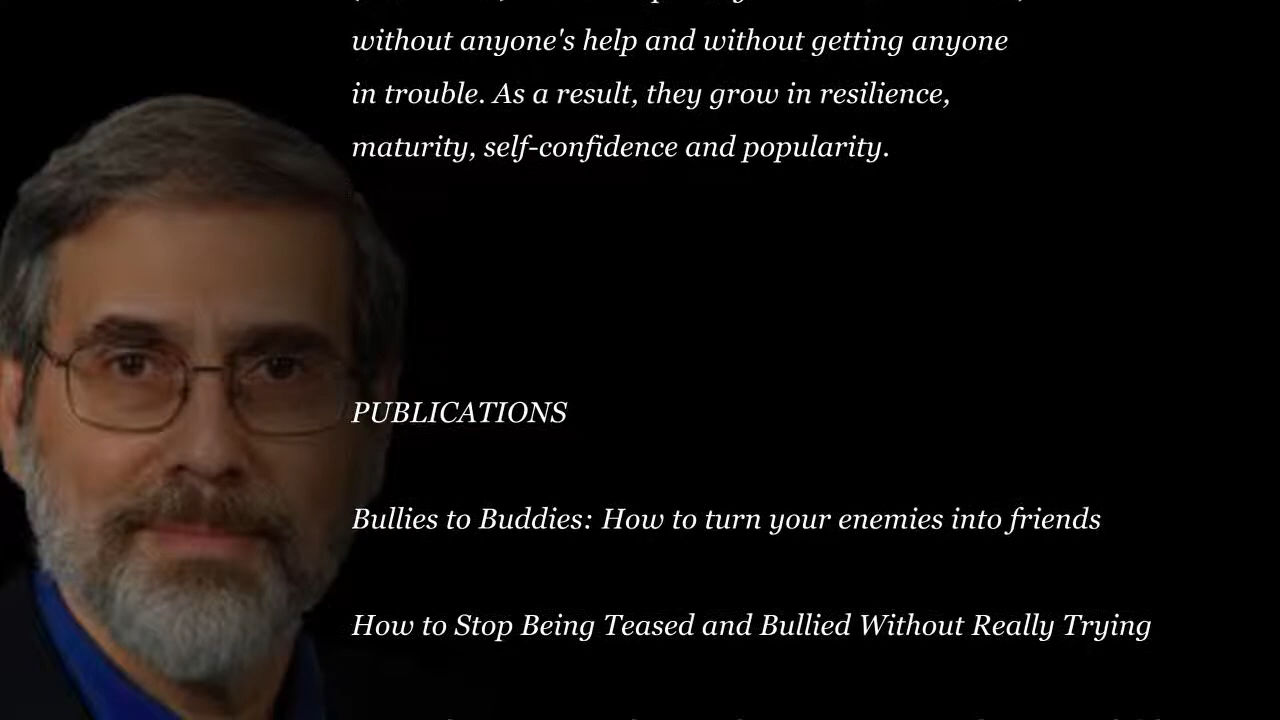 without anyone's help and without getting anyone
in trouble. As a result, they grow in resilience,
maturity, self-confidence and popularity.
PUBLICATIONS
Bullies to Buddies: How to turn your enemies into friends
How to Stop Being Teased and Bullied Without Really Trying